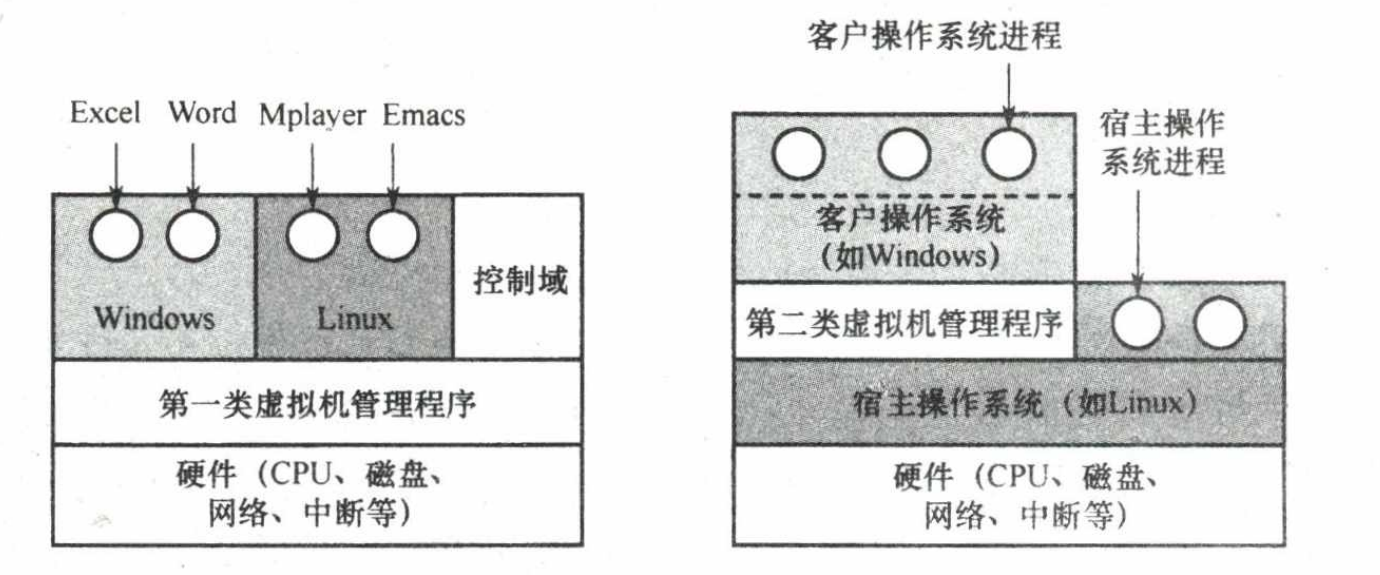 Excel Word Mplayer Emacs
Windows
Linux
控制域
第一类虚拟机管理程序
硬件（CPU、磁盘、
网络、中断等）
客户操作系统进程
宿主操作
系统进程
客户操作系统
（如Windows）
第二类虚拟机管理程序
宿主操作系统（如Linux）
硬件（CPU、磁盘、
网络、中断等）